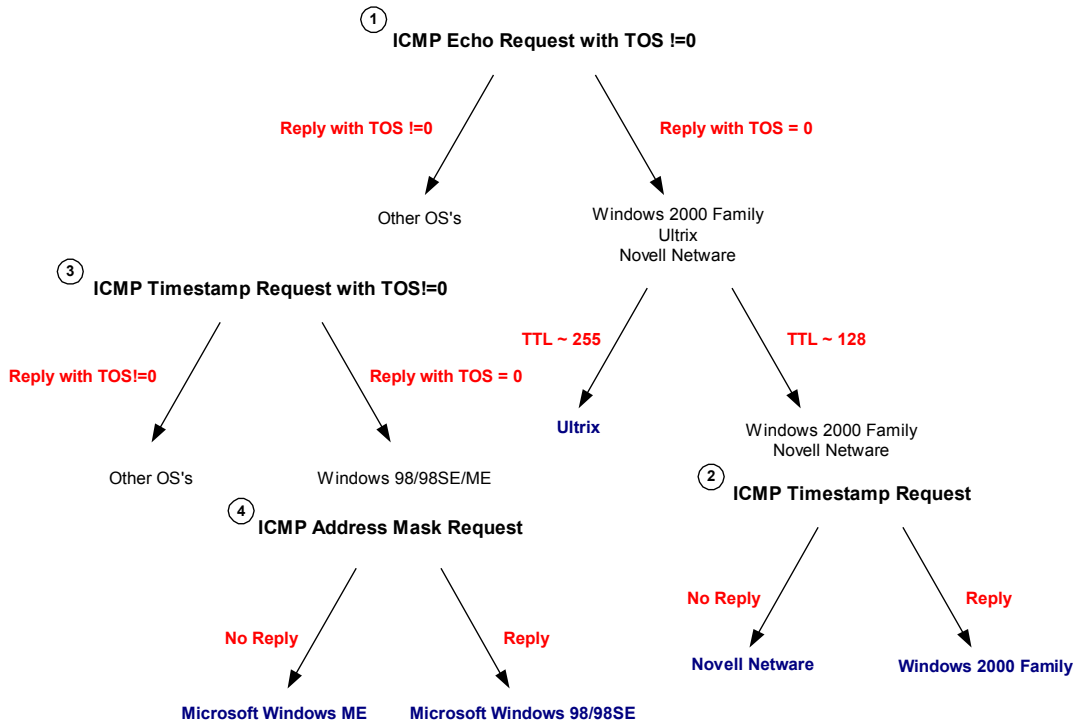 1
ICMP Echo Request with TOS !=0
Reply with TOS !=0
Reply with TOS = 0
Other OS's
Windows 2000 Family
Ultrix
Novell Netware
3
ICMP Timestamp Request with TOS!=0
TTL ~ 255
TTL ~ 128
Reply with TOS!=0
Reply with TOS = 0
Ultrix
Windows 2000 Family
Novell Netware
Other OS's
Windows 98/98SE/ME
2
ICMP Timestamp Request
4
ICMP Address Mask Request
No Reply
Reply
No Reply
Reply
Novell Netware
Windows 2000 Family
Microsoft Windows ME
Microsoft Windows 98/98SE